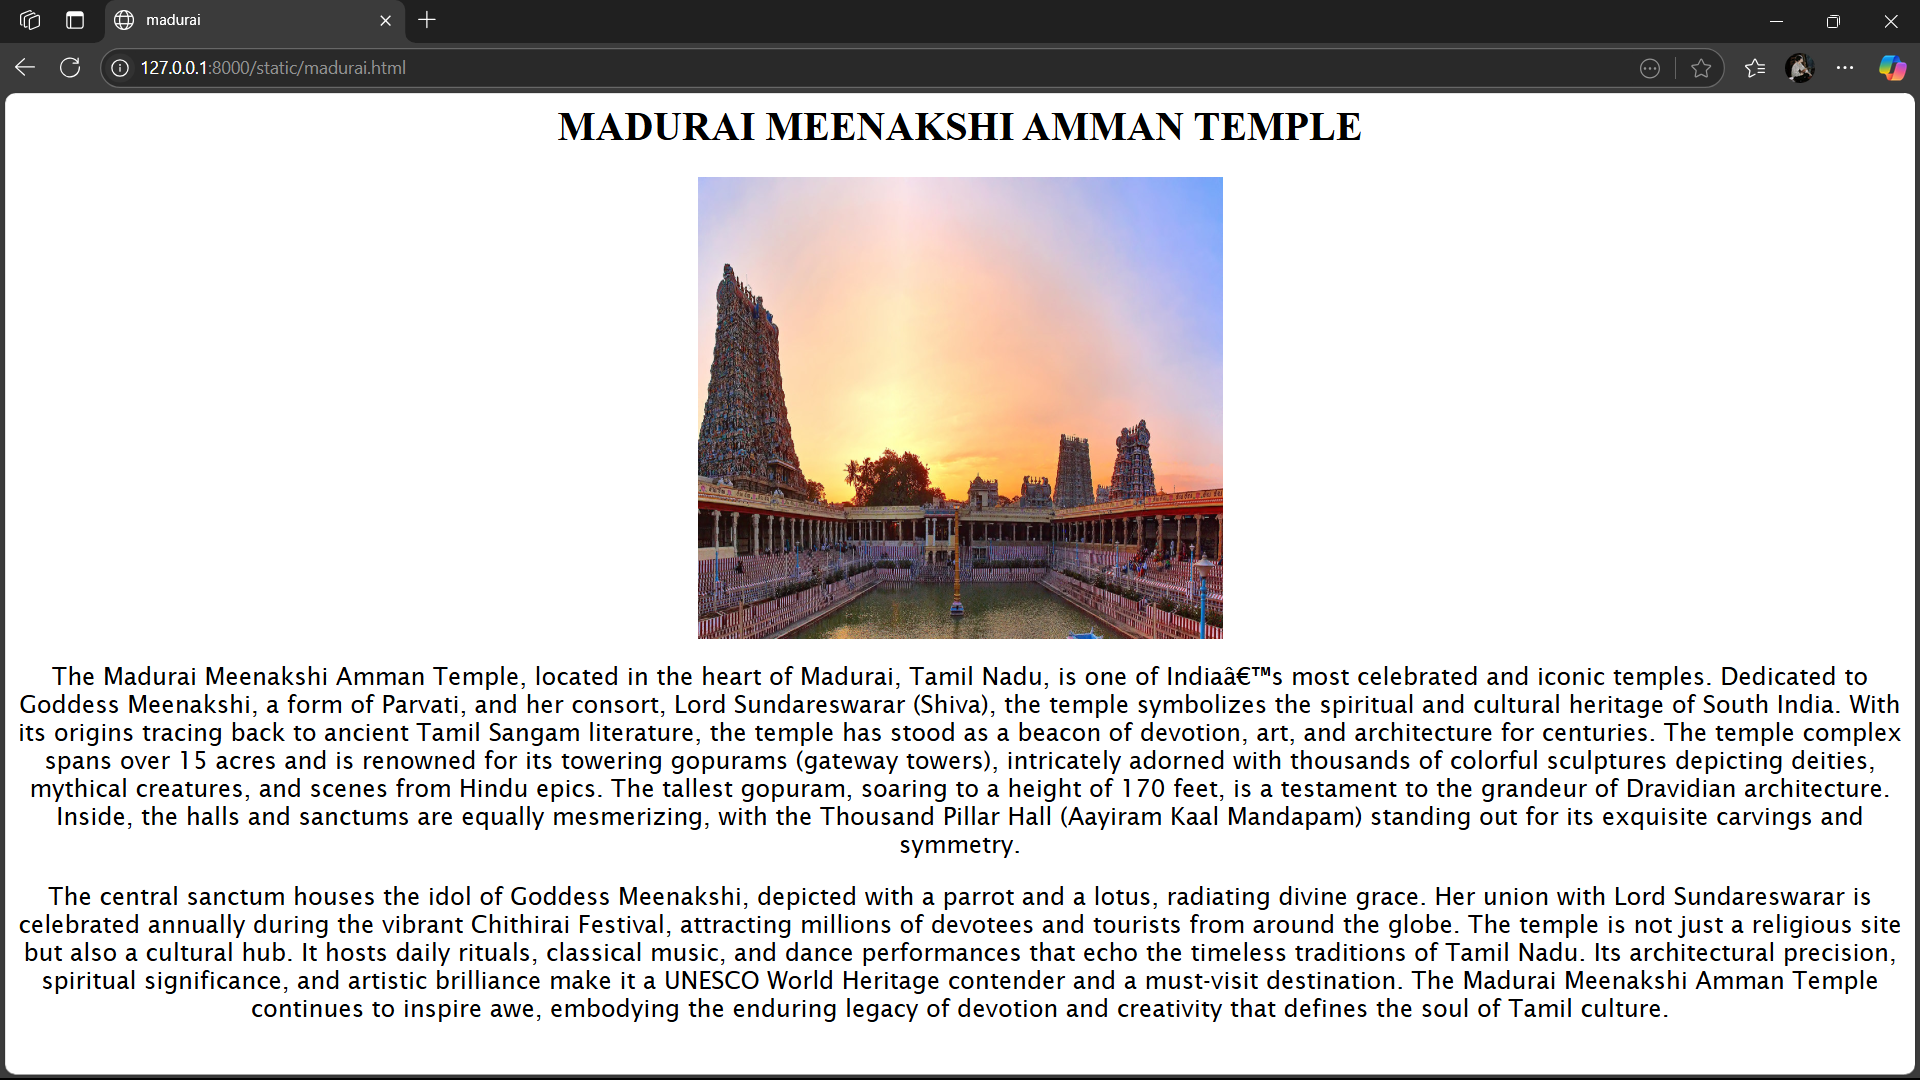 madurai
127.0.0.1:8000/static/madurai.html
MADURAI MEENAKSHI AMMAN TEMPLE
The Madurai Meenakshi Amman Temple, located in the heart of Madurai, Tamil Nadu, is one of Indiaâ€™s most celebrated and iconic temples. Dedicated to
Goddess Meenakshi, a form of Parvati, and her consort, Lord Sundareswarar (Shiva), the temple symbolizes the spiritual and cultural heritage of South India. With
its origins tracing back to ancient Tamil Sangam literature, the temple has stood as a beacon of devotion, art, and architecture for centuries. The temple complex
spans over 15 acres and is renowned for its towering gopurams (gateway towers), intricately adorned with thousands of colorful sculptures depicting deities,
mythical creatures, and scenes from Hindu epics. The tallest gopuram, soaring to a height of 170 feet, is a testament to the grandeur of Dravidian architecture.
Inside, the halls and sanctums are equally mesmerizing, with the Thousand Pillar Hall (Aayiram Kaal Mandapam) standing out for its exquisite carvings and
symmetry.
The central sanctum houses the idol of Goddess Meenakshi, depicted with a parrot and a lotus, radiating divine grace. Her union with Lord Sundareswarar is
celebrated annually during the vibrant Chithirai Festival, attracting millions of devotees and tourists from around the globe. The temple is not just a religious site
but also a cultural hub. It hosts daily rituals, classical music, and dance performances that echo the timeless traditions of Tamil Nadu. Its architectural precision,
spiritual significance, and artistic brilliance make it a UNESCO World Heritage contender and a must-visit destination. The Madurai Meenakshi Amman Temple
continues to inspire awe, embodying the enduring legacy of devotion and creativity that defines the soul of Tamil culture.